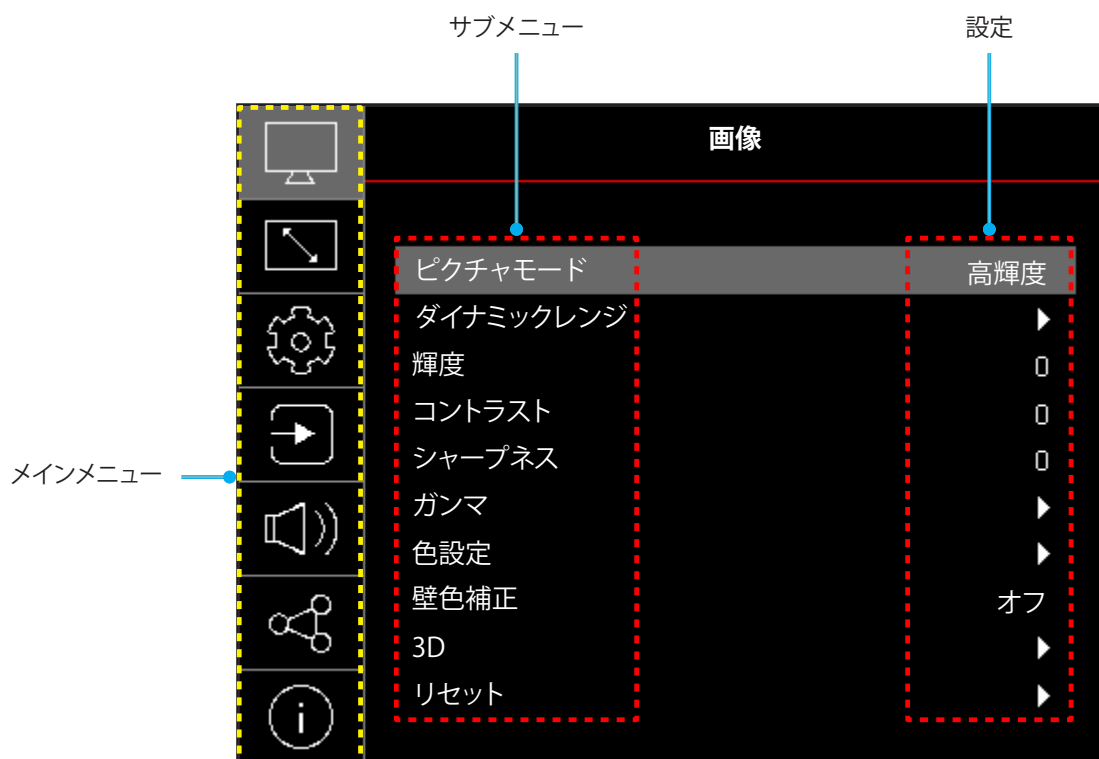 サブメニュー 設定
画像
ピクチャモード 高輝度
ダイナミックレンジ
輝度 0
コントラスト 0
シャープネス 0
メインメニュー
ガンマ
色設定
壁色補正 オフ
3D
リセット
i